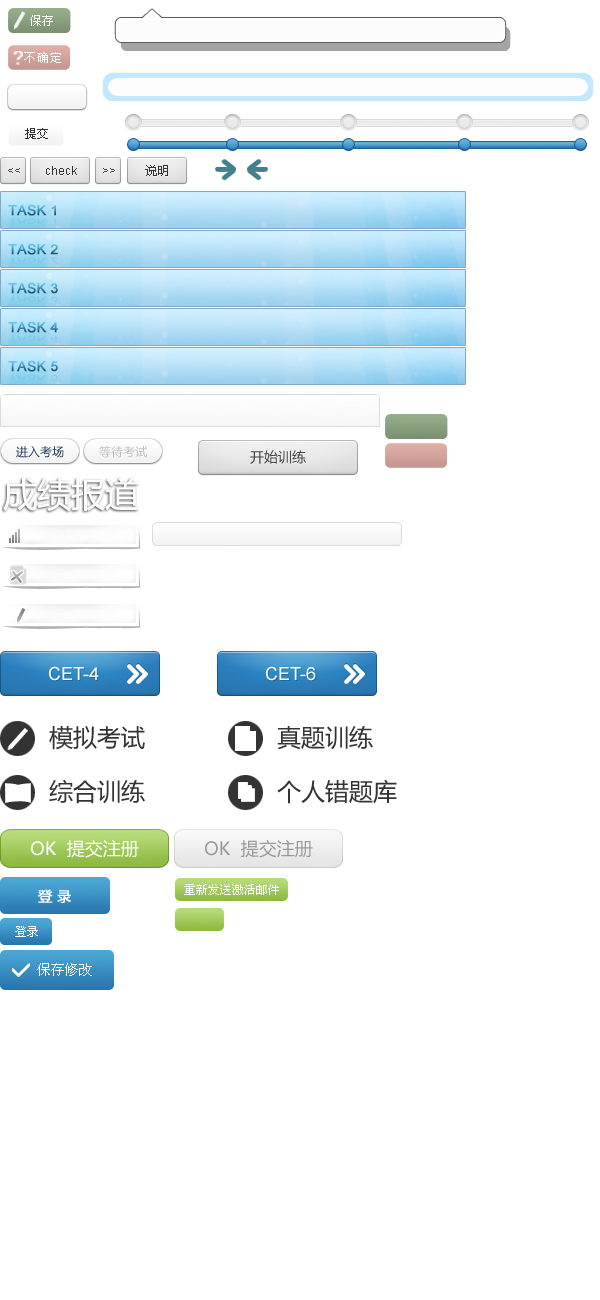 保存
?不确定
提交
<< check >> 说明
TASK 1
TASK 2
TASK 3
TASK 4
TASK 5
进入考场 等待考试 开始训练
成绩报道
CET-4 CET-6
模拟考试 真题训练
综合训练 个人错题库
OK 提交注册 OK 提交注册
登录 重新发送激活邮件
登录
保存修改